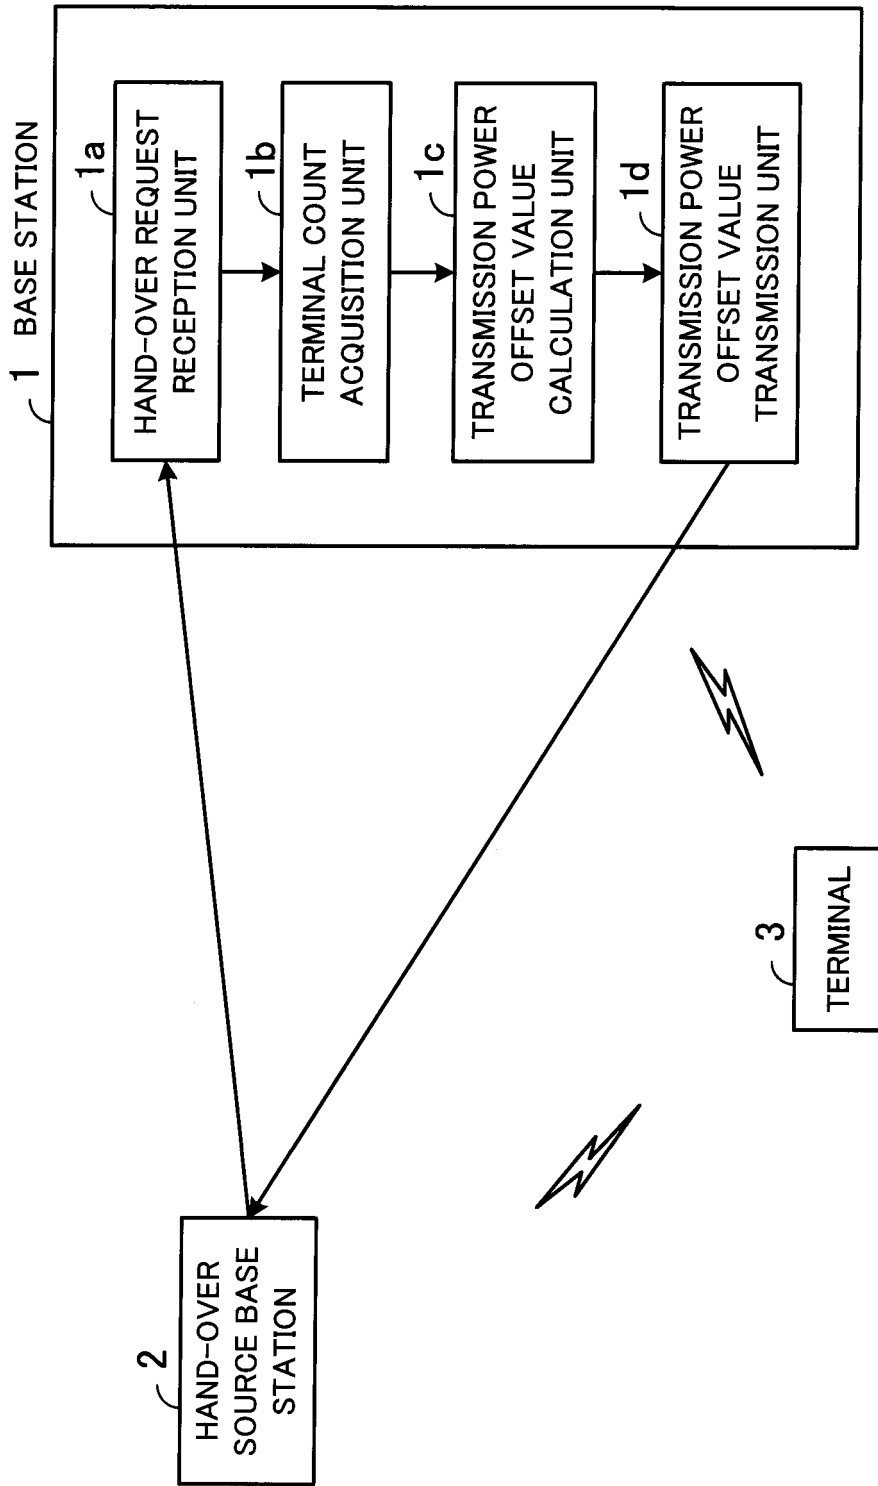 1 BASE STATION
1a
HAND-OVER REQUEST
RECEPTION UNIT
1b
TERMINAL COUNT
ACQUISITION UNIT
1c
TRANSMISSION POWER
OFFSET VALUE
CALCULATION UNIT
1d
TRANSMISSION POWER
OFFSET VALUE
TRANSMISSION UNIT
2
HAND-OVER
SOURCE BASE
STATION
3
TERMINAL